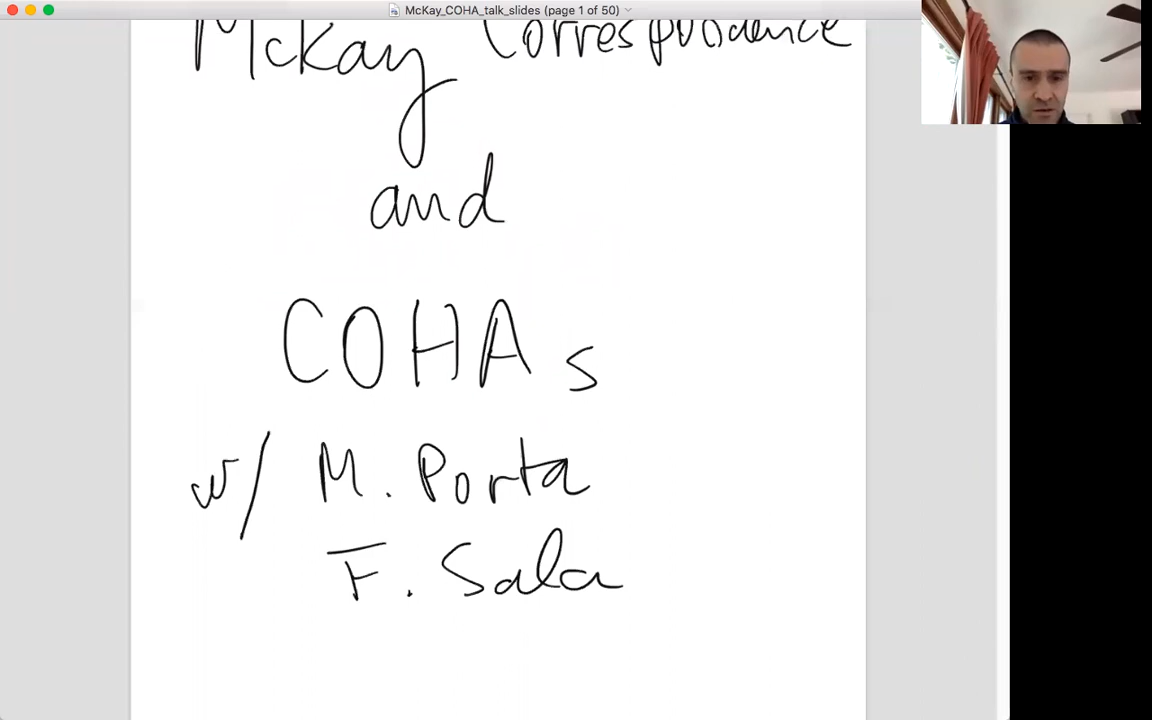 McKay_COHA_talk_slides (page 1 of 50)
McKay Correspondence
and
COHAs
w/ M. Porta
F. Sala